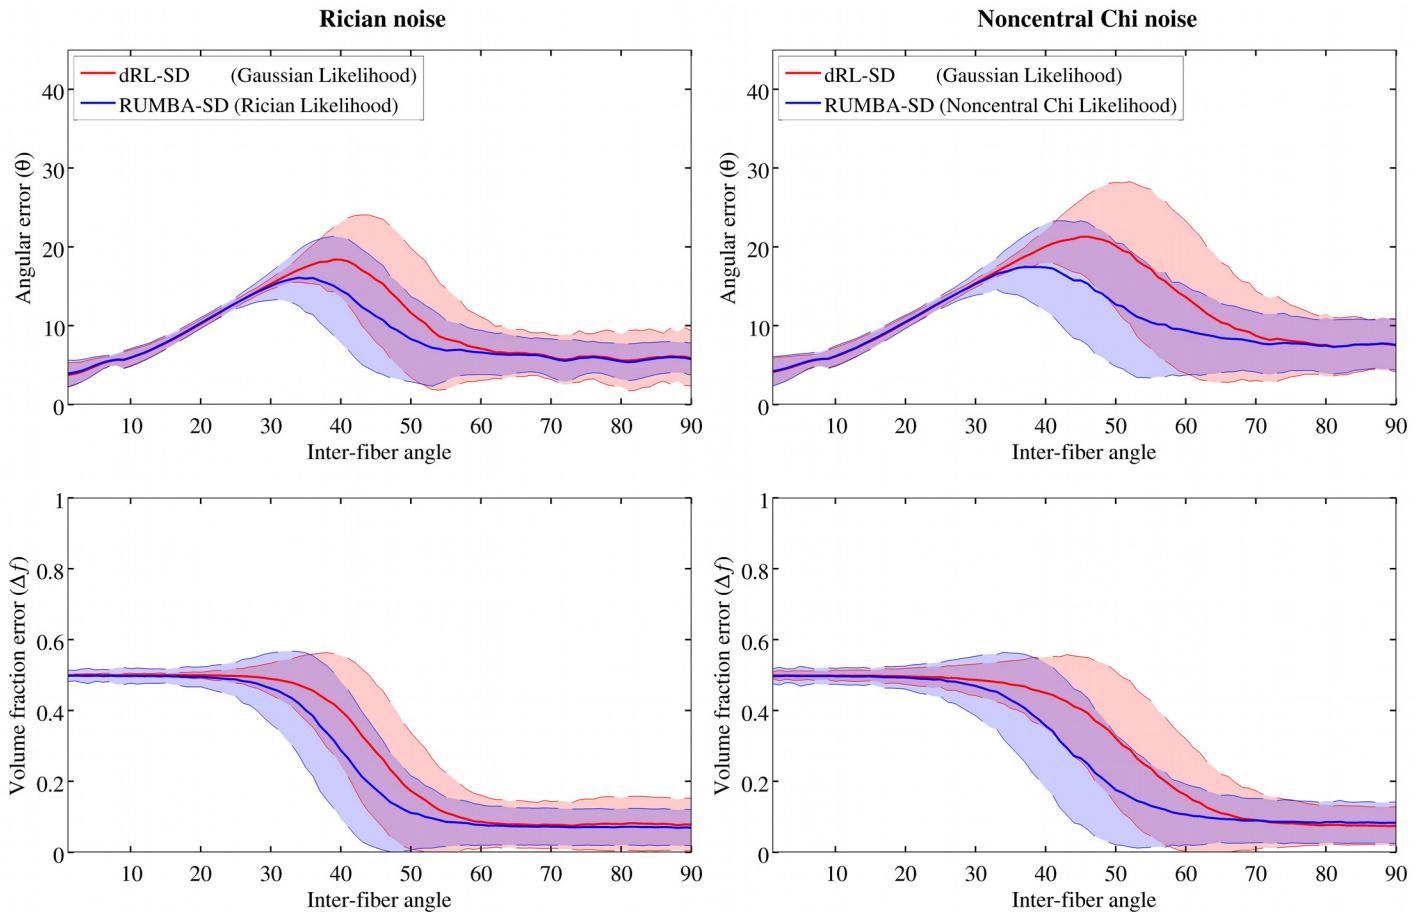 Rician noise
Noncentral Chi noise
dRL-SD (Gaussian Likelihood)
RUMBA-SD (Rician Likelihood)
Angular error (θ)
40
30
20
10
0
10 20 30 40 50 60 70 80 90
Inter-fiber angle
dRL-SD (Gaussian Likelihood)
RUMBA-SD (Noncentral Chi Likelihood)
Angular error (θ)
40
30
20
10
0
10 20 30 40 50 60 70 80 90
Inter-fiber angle
Volume fraction error (Δf)
1
0.8
0.6
0.4
0.2
0
10 20 30 40 50 60 70 80 90
Inter-fiber angle
Volume fraction error (Δf)
1
0.8
0.6
0.4
0.2
0
10 20 30 40 50 60 70 80 90
Inter-fiber angle